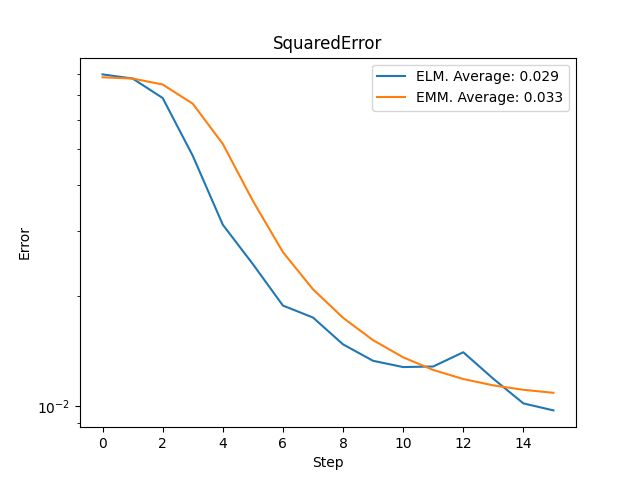 SquaredError
ELM. Average: 0.029
EMM. Average: 0.033
Error
10⁻²
0 2 4 6 8 10 12 14
Step